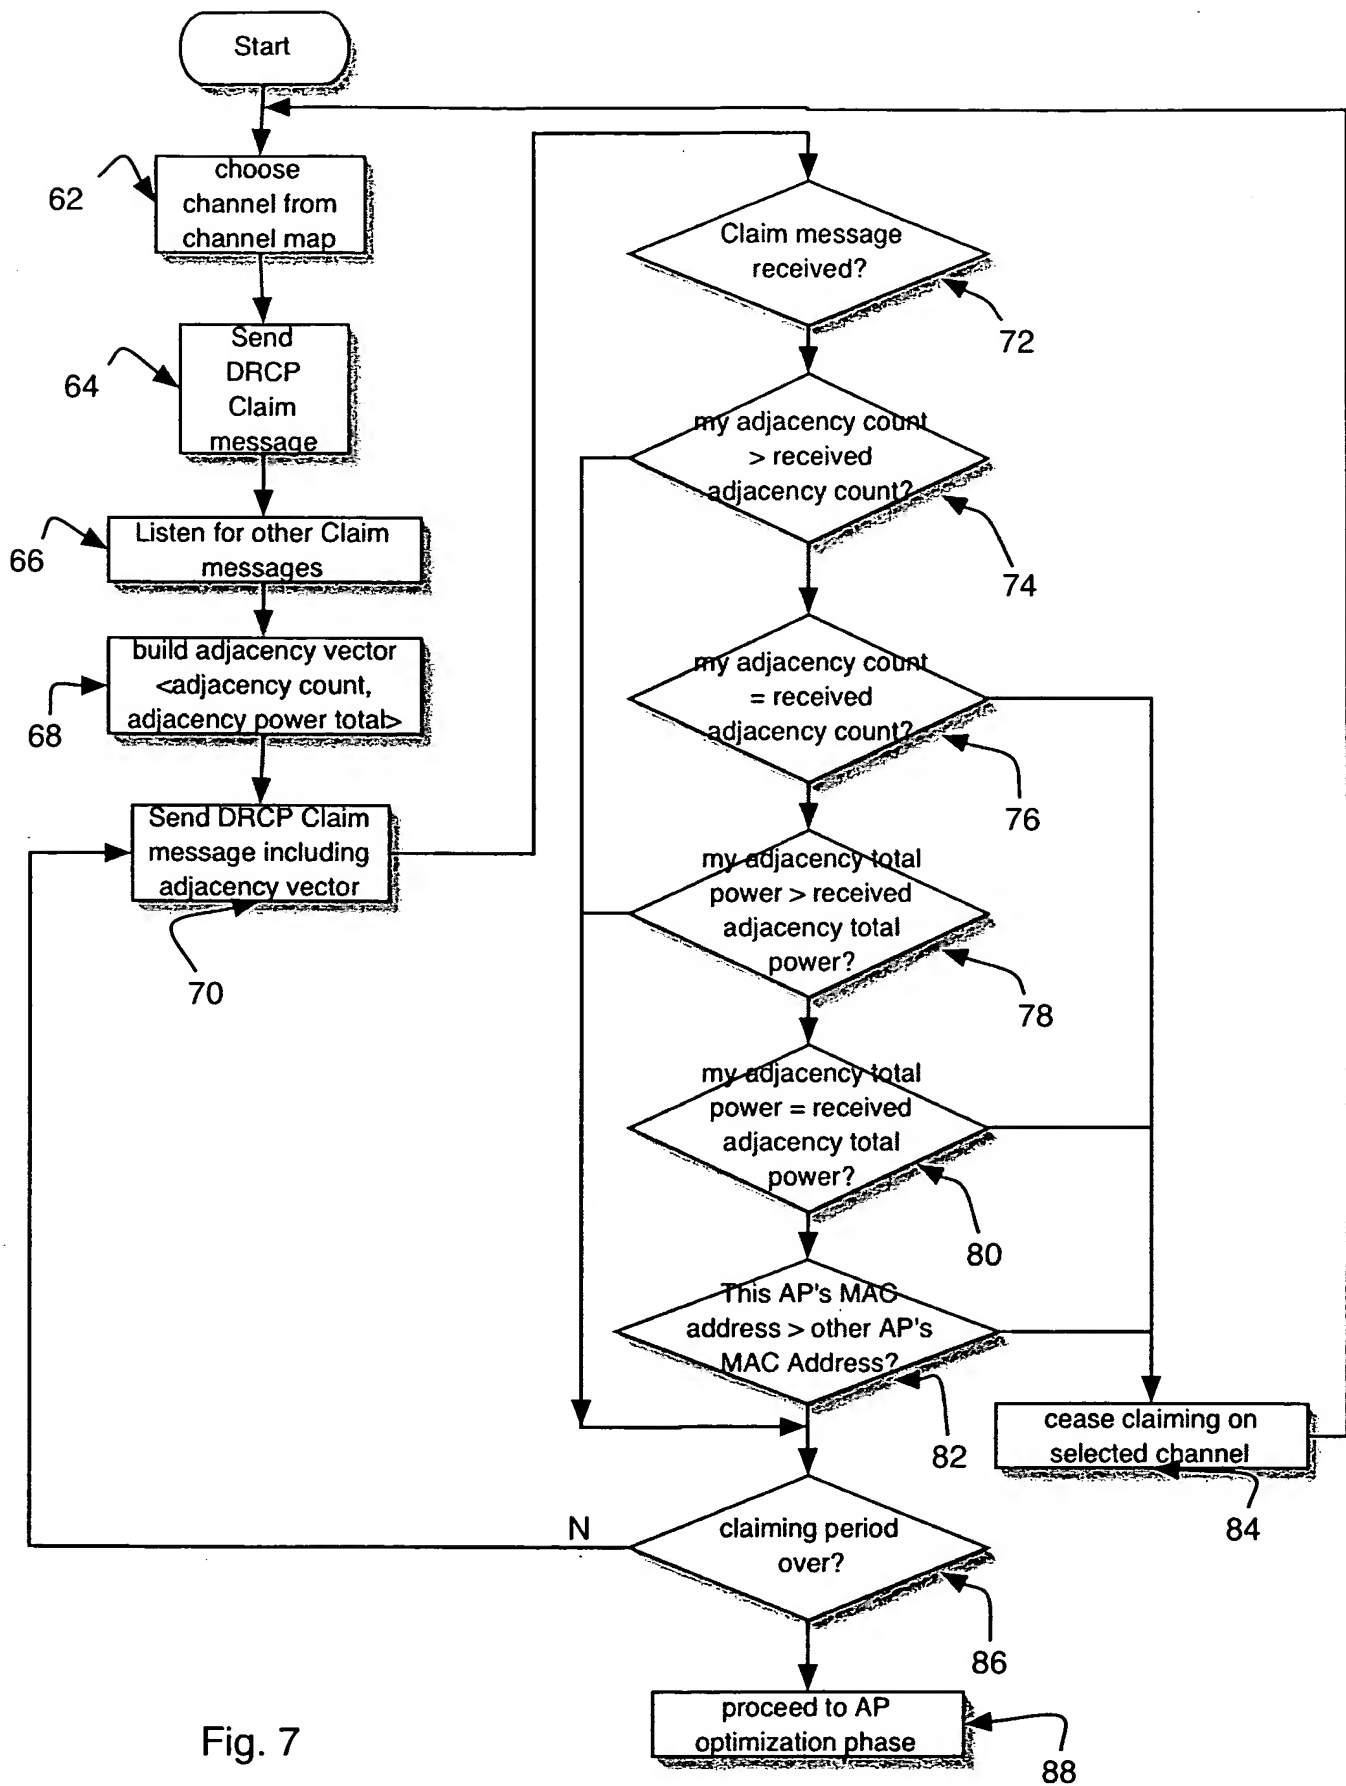 Start
choose
channel from
channel map
62
Send
DRCP
Claim
message
64
Listen for other Claim
messages
66
build adjacency vector
<adjacency count,
adjacency power total>
68
Send DRCP Claim
message including
adjacency vector
70
Claim message
received?
72
my adjacency count
> received
adjacency count?
74
my adjacency count
= received
adjacency count?
76
my adjacency total
power > received
adjacency total
power?
78
my adjacency total
power = received
adjacency total
power?
80
This AP's MAC
address > other AP's
MAC Address?
82
cease claiming on
selected channel
84
claiming period
over?
N
86
proceed to AP
optimization phase
88
Fig. 7